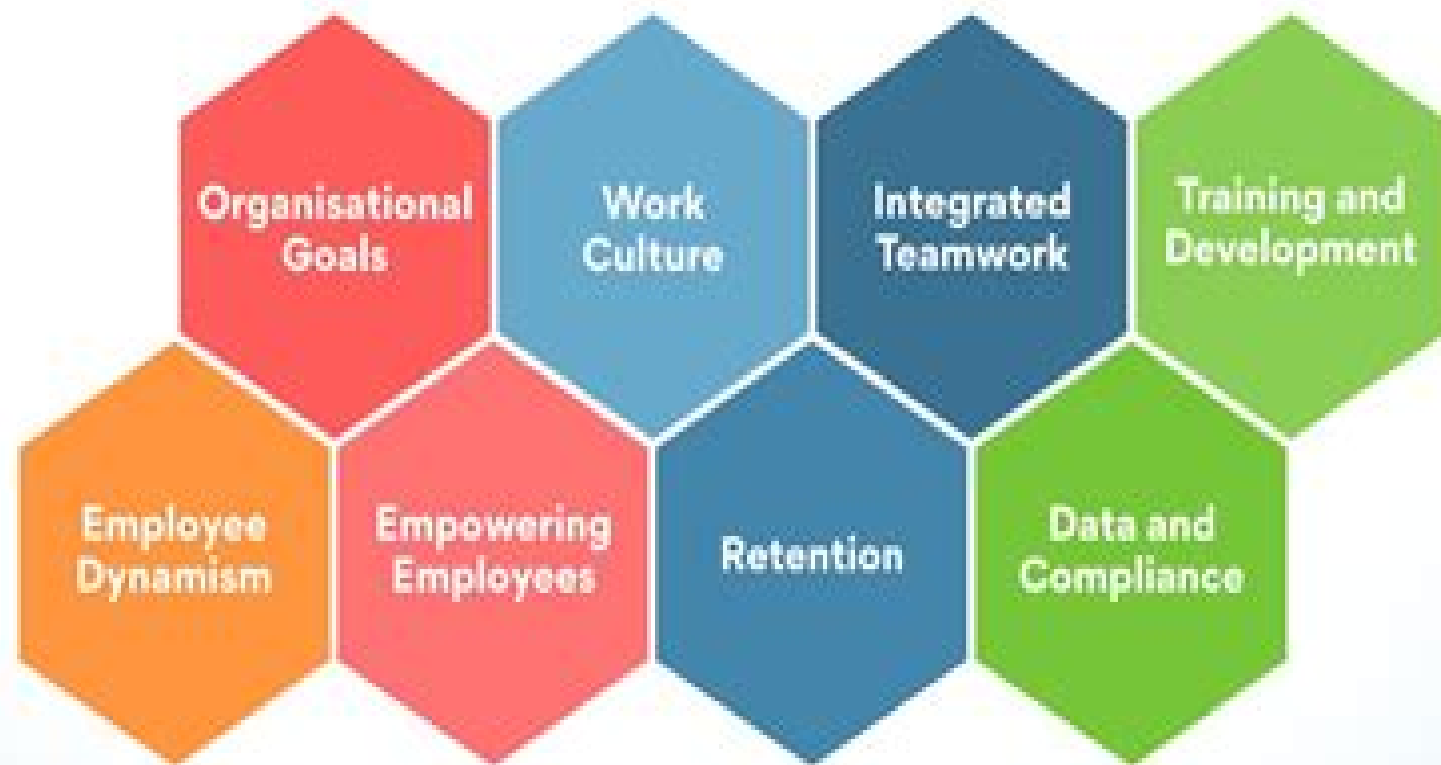 Organisational
Goals
Work
Culture
Integrated
Teamwork
Training and
Development
Employee
Dynamism
Empowering
Employees
Retention
Data and
Compliance